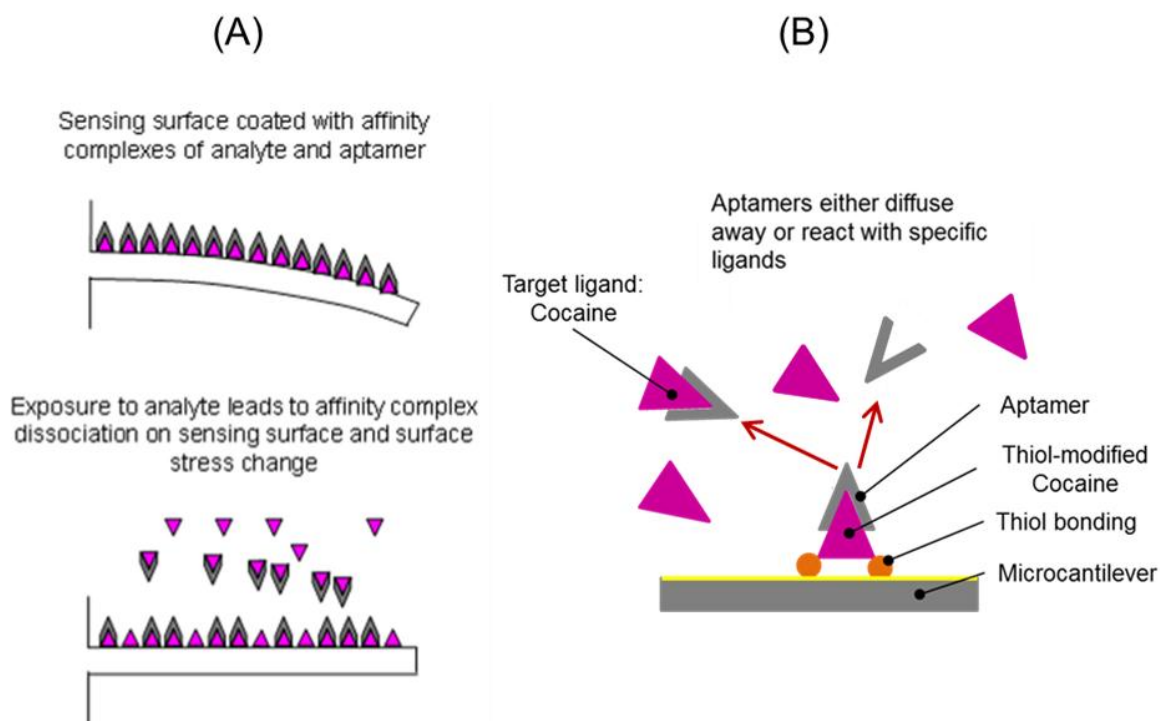 (A)
Sensing surface coated with affinity
complexes of analyte and aptamer
Exposure to analyte leads to affinity complex
dissociation on sensing surface and surface
stress change
(B)
Aptamers either diffuse
away or react with specific
ligands
Target ligand:
Cocaine
Aptamer
Thiol-modified
Cocaine
Thiol bonding
Microcantilever